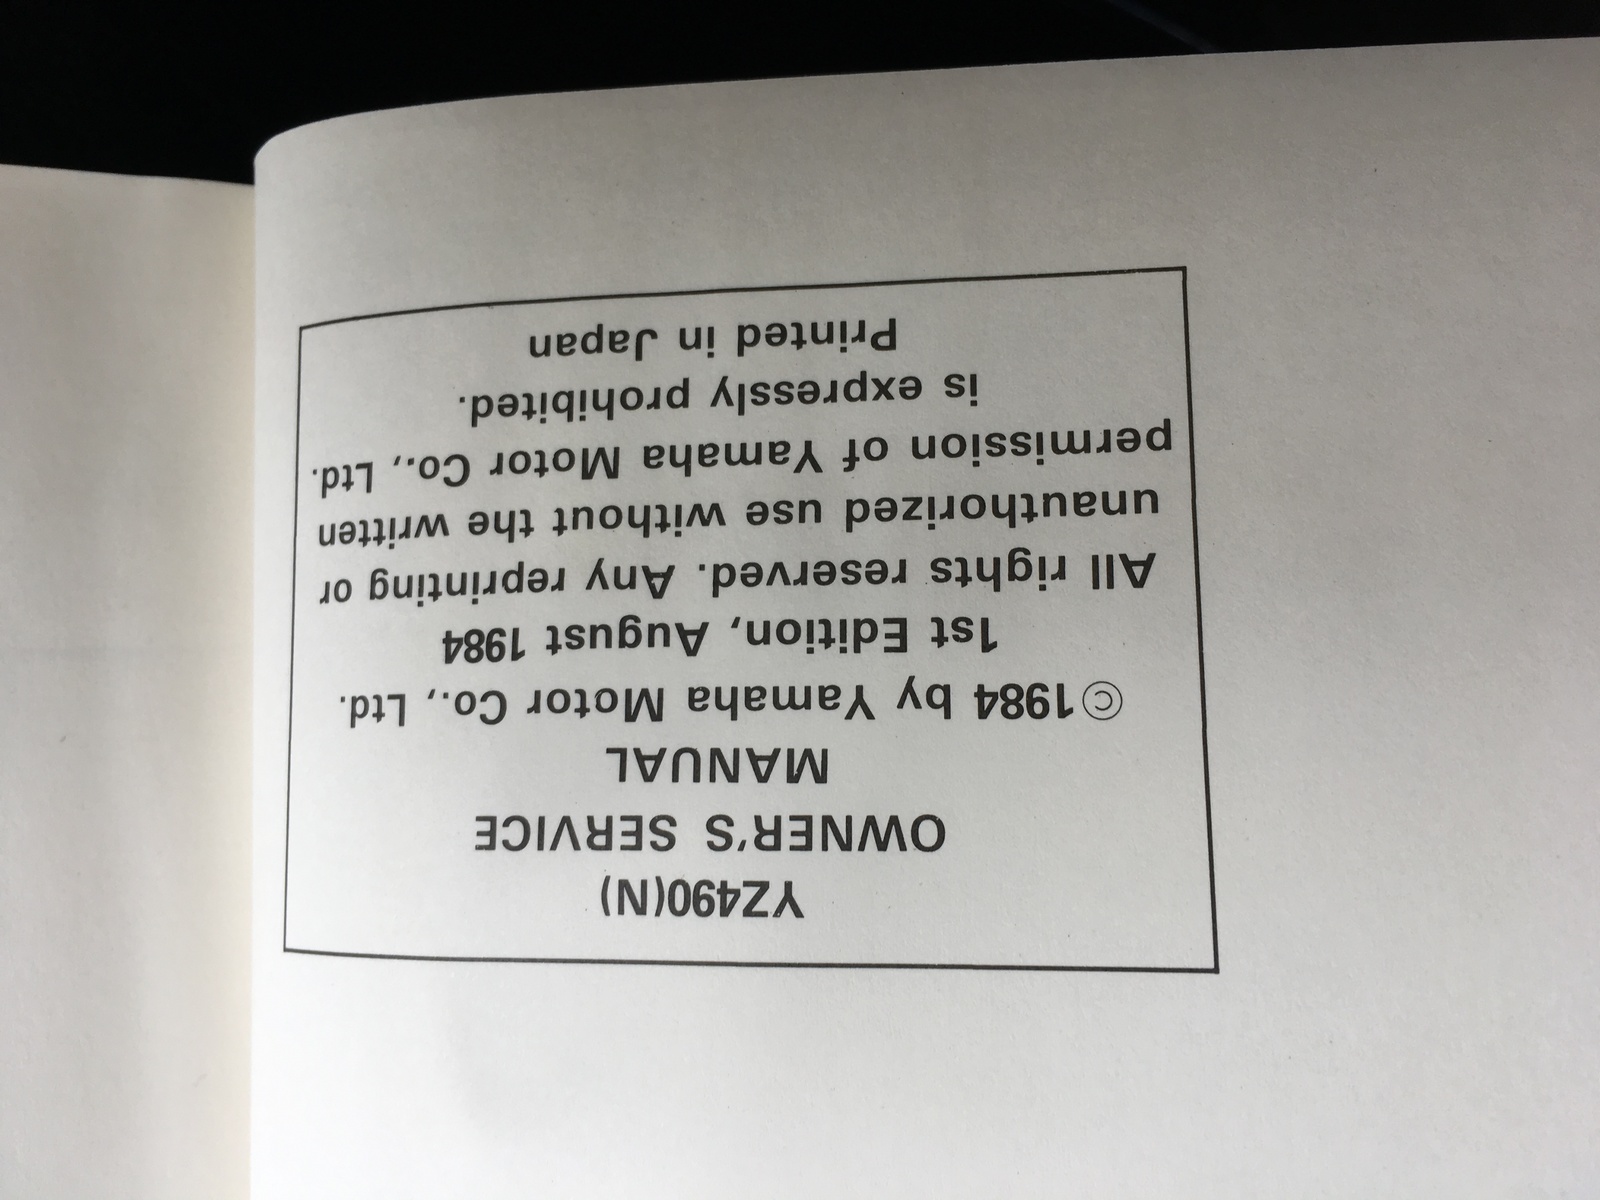 YZ490(N)
OWNER'S SERVICE
MANUAL
©1984 by Yamaha Motor Co., Ltd.
1st Edition, August 1984
All rights reserved. Any reprinting or
unauthorized use without the written
permission of Yamaha Motor Co., Ltd.
is expressly prohibited.
Printed in Japan